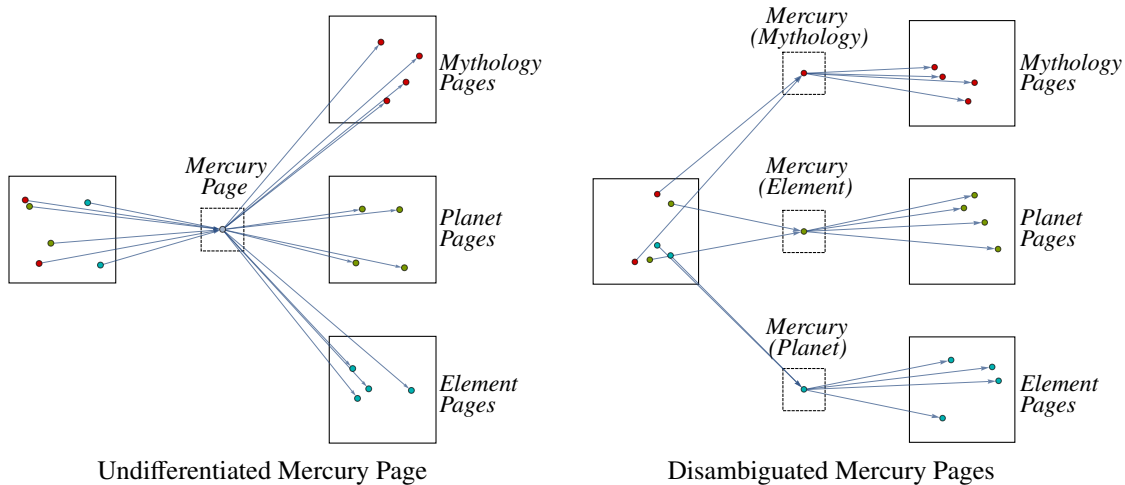 Mythology
Pages
Mercury
Page
Planet
Pages
Element
Pages
Undifferentiated Mercury Page
Mercury
(Mythology)
Mythology
Pages
Mercury
(Element)
Planet
Pages
Mercury
(Planet)
Element
Pages
Disambiguated Mercury Pages